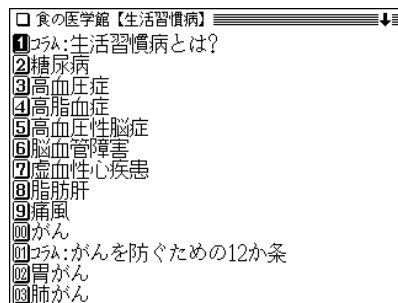 食の医学館【生活習慣病】
1 ｺﾗﾑ:生活習慣病とは?
2 糖尿病
3 高血圧症
4 高脂血症
5 高血圧性脳症
6 脳血管障害
7 虚血性心疾患
8 脂肪肝
9 痛風
00 がん
01 ｺﾗﾑ:がんを防ぐための12か条
02 胃がん
03 肺がん